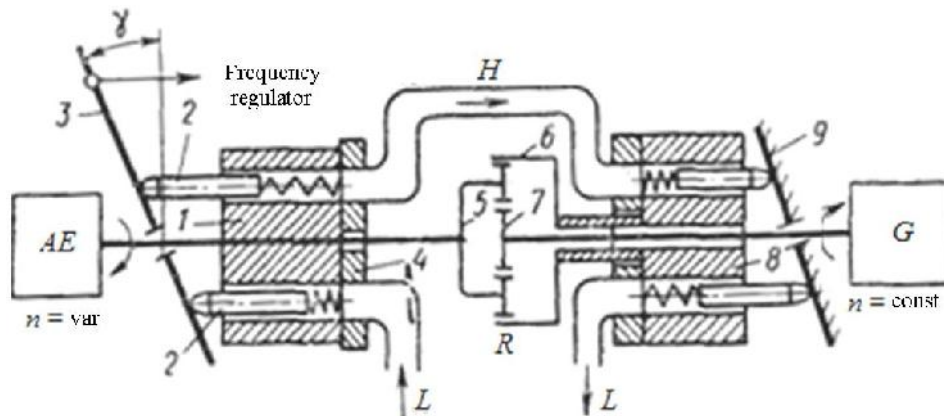 γ
Frequency
regulator
H
3
2
6
9
1
5
7
AE
G
4
8
n = var
n = const
2
R
L
L